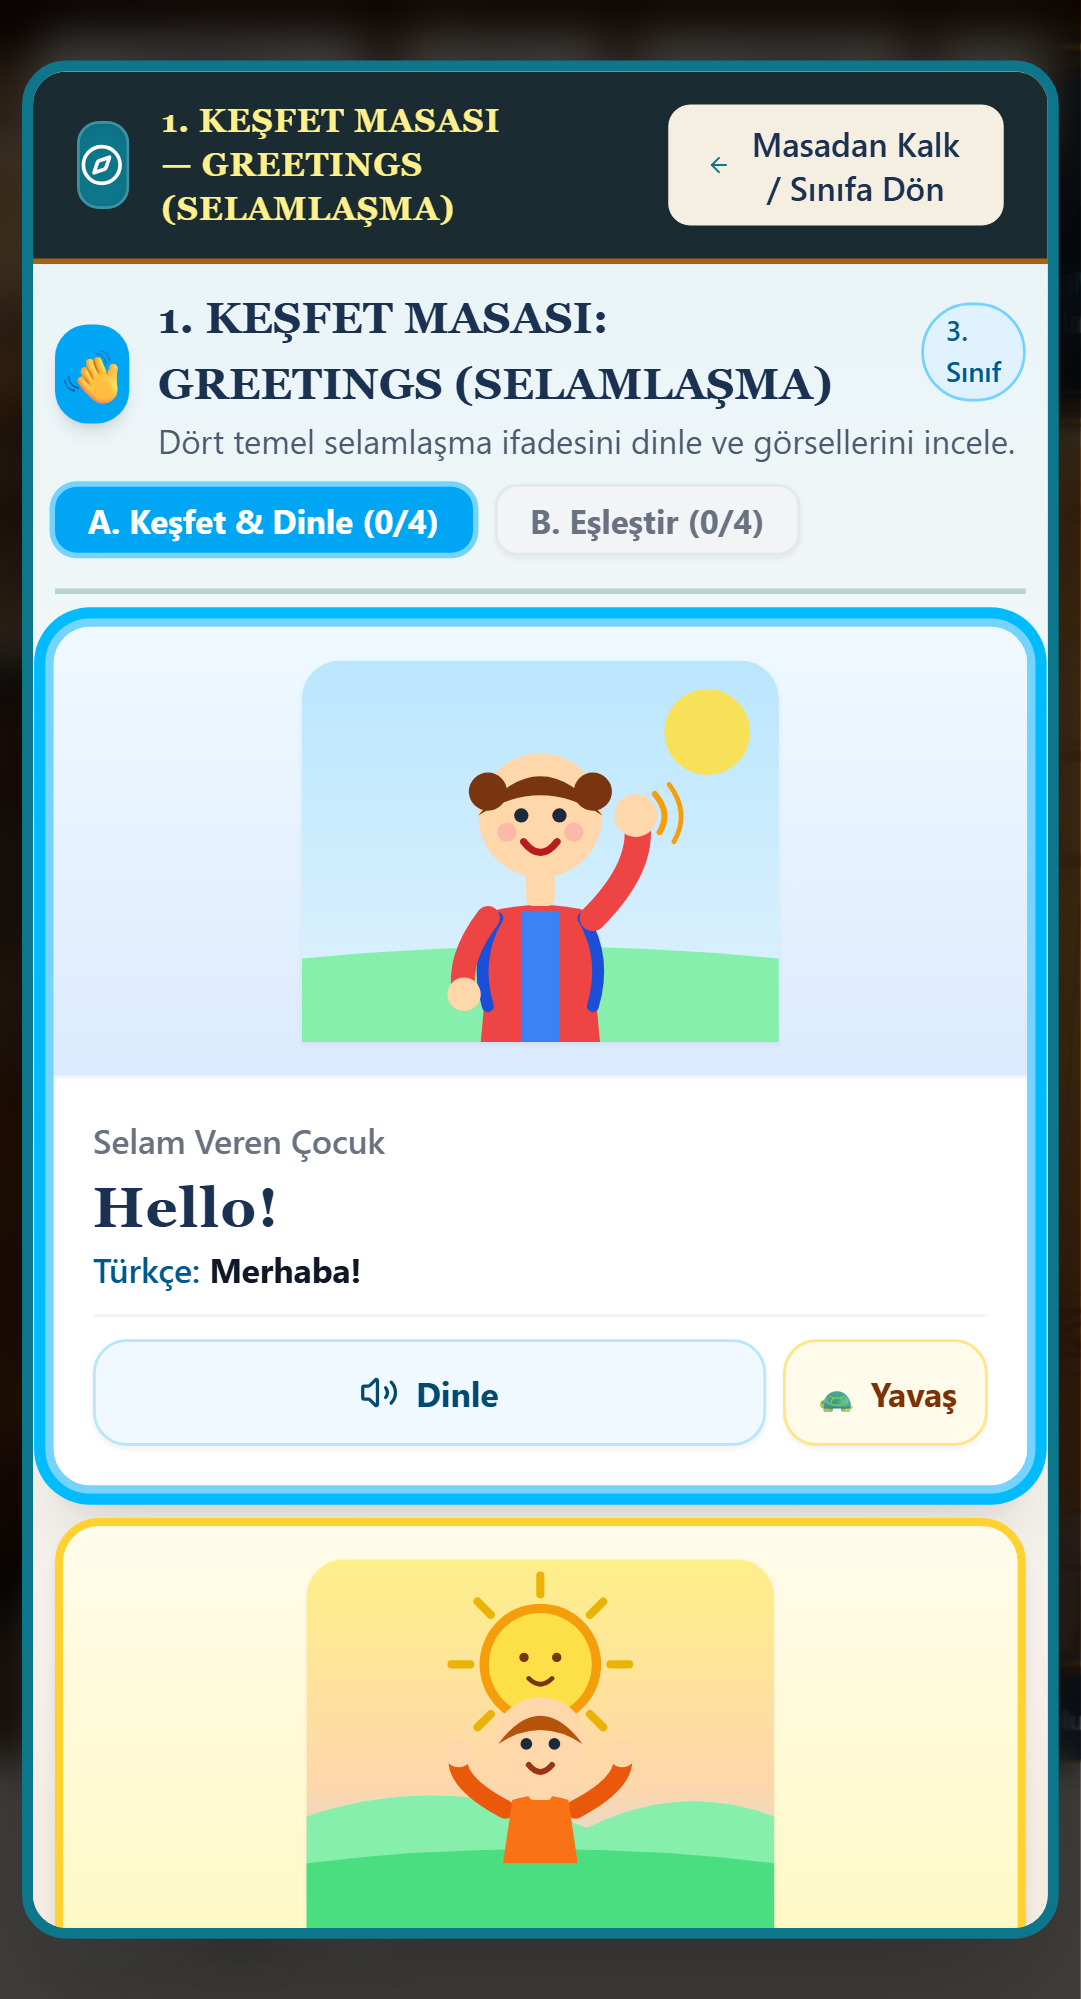 1. KEŞFET MASASI
— GREETINGS
(SELAMLAŞMA)
Masadan Kalk
/ Sınıfa Dön
1. KEŞFET MASASI:
GREETINGS (SELAMLAŞMA)
3.
Sınıf
Dört temel selamlaşma ifadesini dinle ve görsellerini incele.
A. Keşfet & Dinle (0/4)
B. Eşleştir (0/4)
Selam Veren Çocuk
Hello!
Türkçe: Merhaba!
Dinle
Yavaş